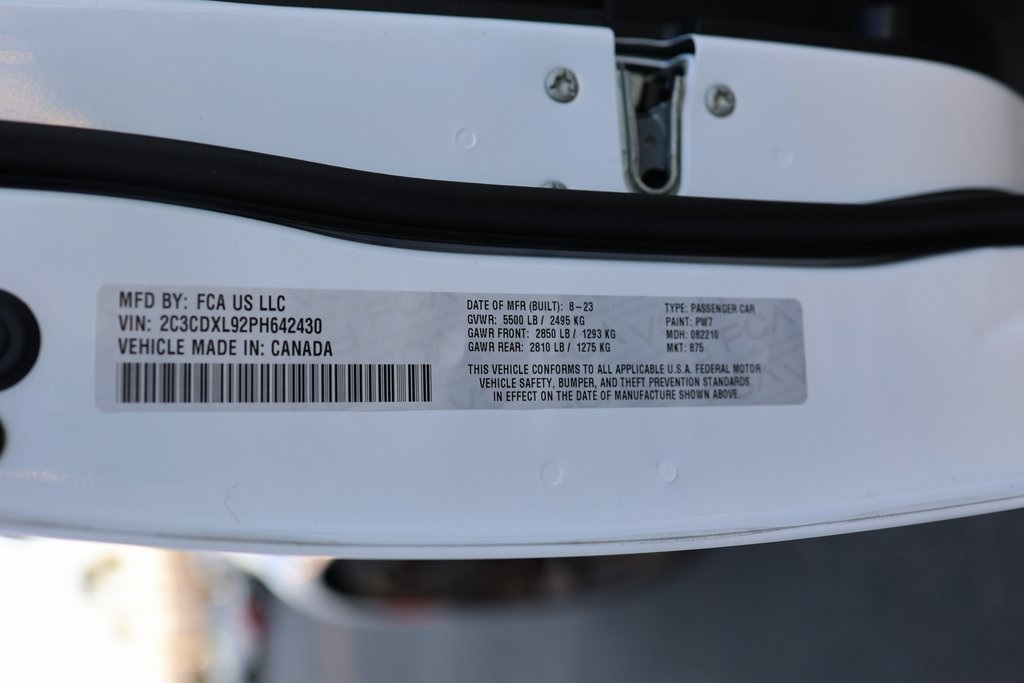 MFD BY: FCA US LLC
VIN: 2C3CDXL92PH642430
VEHICLE MADE IN: CANADA
DATE OF MFR (BUILT): 8-23
GVWR: 5500 LB / 2495 KG
GAWR FRONT: 2850 LB / 1293 KG
GAWR REAR: 2810 LB / 1275 KG
TYPE: PASSENGER CAR
PAINT: PW7
MDH: 082210
MKT: 875
THIS VEHICLE CONFORMS TO ALL APPLICABLE U.S.A. FEDERAL MOTOR
VEHICLE SAFETY, BUMPER, AND THEFT PREVENTION STANDARDS
IN EFFECT ON THE DATE OF MANUFACTURE SHOWN ABOVE.